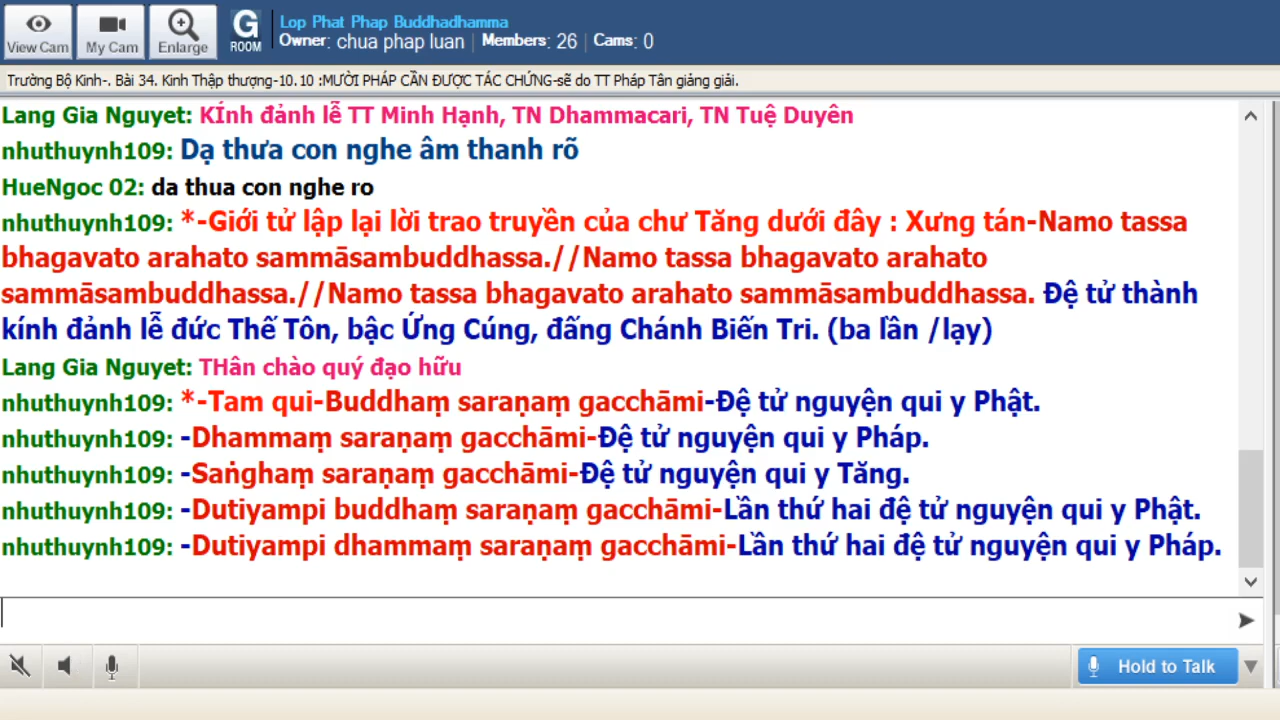 View Cam
My Cam
Enlarge
G ROOM
Lop Phat Phap Buddhadhamma
Owner: chua phap luan | Members: 26 | Cams: 0
Trường Bộ Kinh-. Bài 34. Kinh Thập thượng-10. 10 :MƯỜI PHÁP CẦN ĐƯỢC TÁC CHỨNG-sẽ do TT Pháp Tân giảng giải.
Lang Gia Nguyet: KÍnh đảnh lễ TT Minh Hạnh, TN Dhammacari, TN Tuệ Duyên
nhuthuynh109: Dạ thưa con nghe âm thanh rõ
HueNgoc 02: da thua con nghe ro
nhuthuynh109: *-Giới tử lập lại lời trao truyền của chư Tăng dưới đây : Xưng tán-Namo tassa
bhagavato arahato sammāsambuddhassa.//Namo tassa bhagavato arahato
sammāsambuddhassa.//Namo tassa bhagavato arahato sammāsambuddhassa. Đệ tử thành
kính đảnh lễ đức Thế Tôn, bậc Ứng Cúng, đấng Chánh Biến Tri. (ba lần /lạy)
Lang Gia Nguyet: THân chào quý đạo hữu
nhuthuynh109: *-Tam qui-Buddhaṃ saraṇaṃ gacchāmi-Đệ tử nguyện qui y Phật.
nhuthuynh109: -Dhammaṃ saraṇaṃ gacchāmi-Đệ tử nguyện qui y Pháp.
nhuthuynh109: -Saṅghaṃ saraṇaṃ gacchāmi-Đệ tử nguyện qui y Tăng.
nhuthuynh109: -Dutiyampi buddhaṃ saraṇaṃ gacchāmi-Lần thứ hai đệ tử nguyện qui y Phật.
nhuthuynh109: -Dutiyampi dhammaṃ saraṇaṃ gacchāmi-Lần thứ hai đệ tử nguyện qui y Pháp.
Hold to Talk